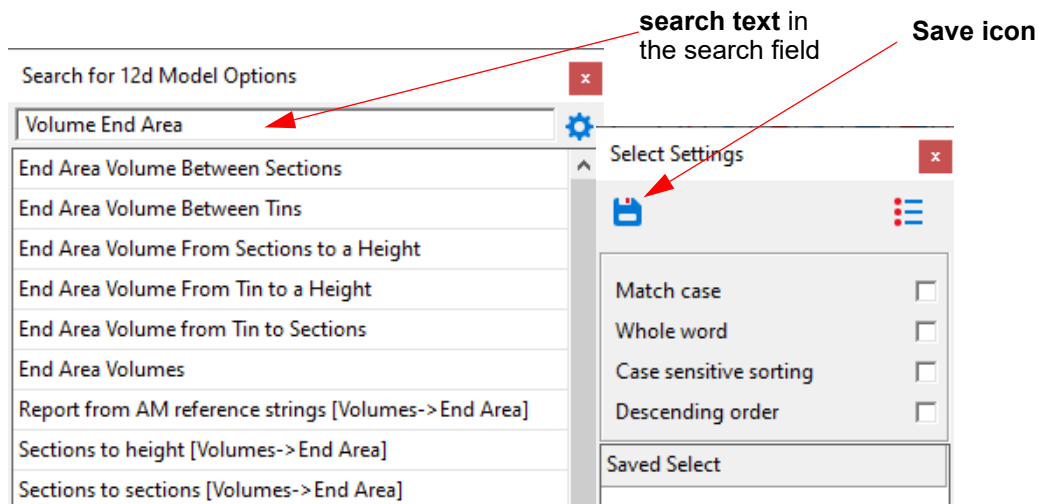 search text in
the search field
Save icon
Search for 12d Model Options
x
Volume End Area
End Area Volume Between Sections
End Area Volume Between Tins
End Area Volume From Sections to a Height
End Area Volume From Tin to a Height
End Area Volume from Tin to Sections
End Area Volumes
Report from AM reference strings [Volumes->End Area]
Sections to height [Volumes->End Area]
Sections to sections [Volumes->End Area]
Select Settings
x
Match case
Whole word
Case sensitive sorting
Descending order
Saved Select